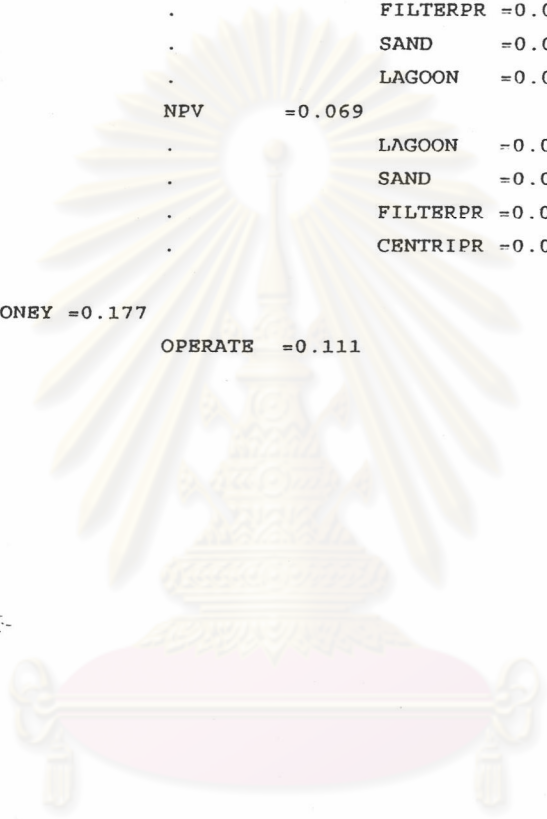 . FILTERPR =0.0
. SAND =0.0
. LAGOON =0.0
NPV =0.069
. LAGOON =0.0
. SAND =0.0
. FILTERPR =0.0
. CENTRIPR =0.0
ONEY =0.177
OPERATE =0.111